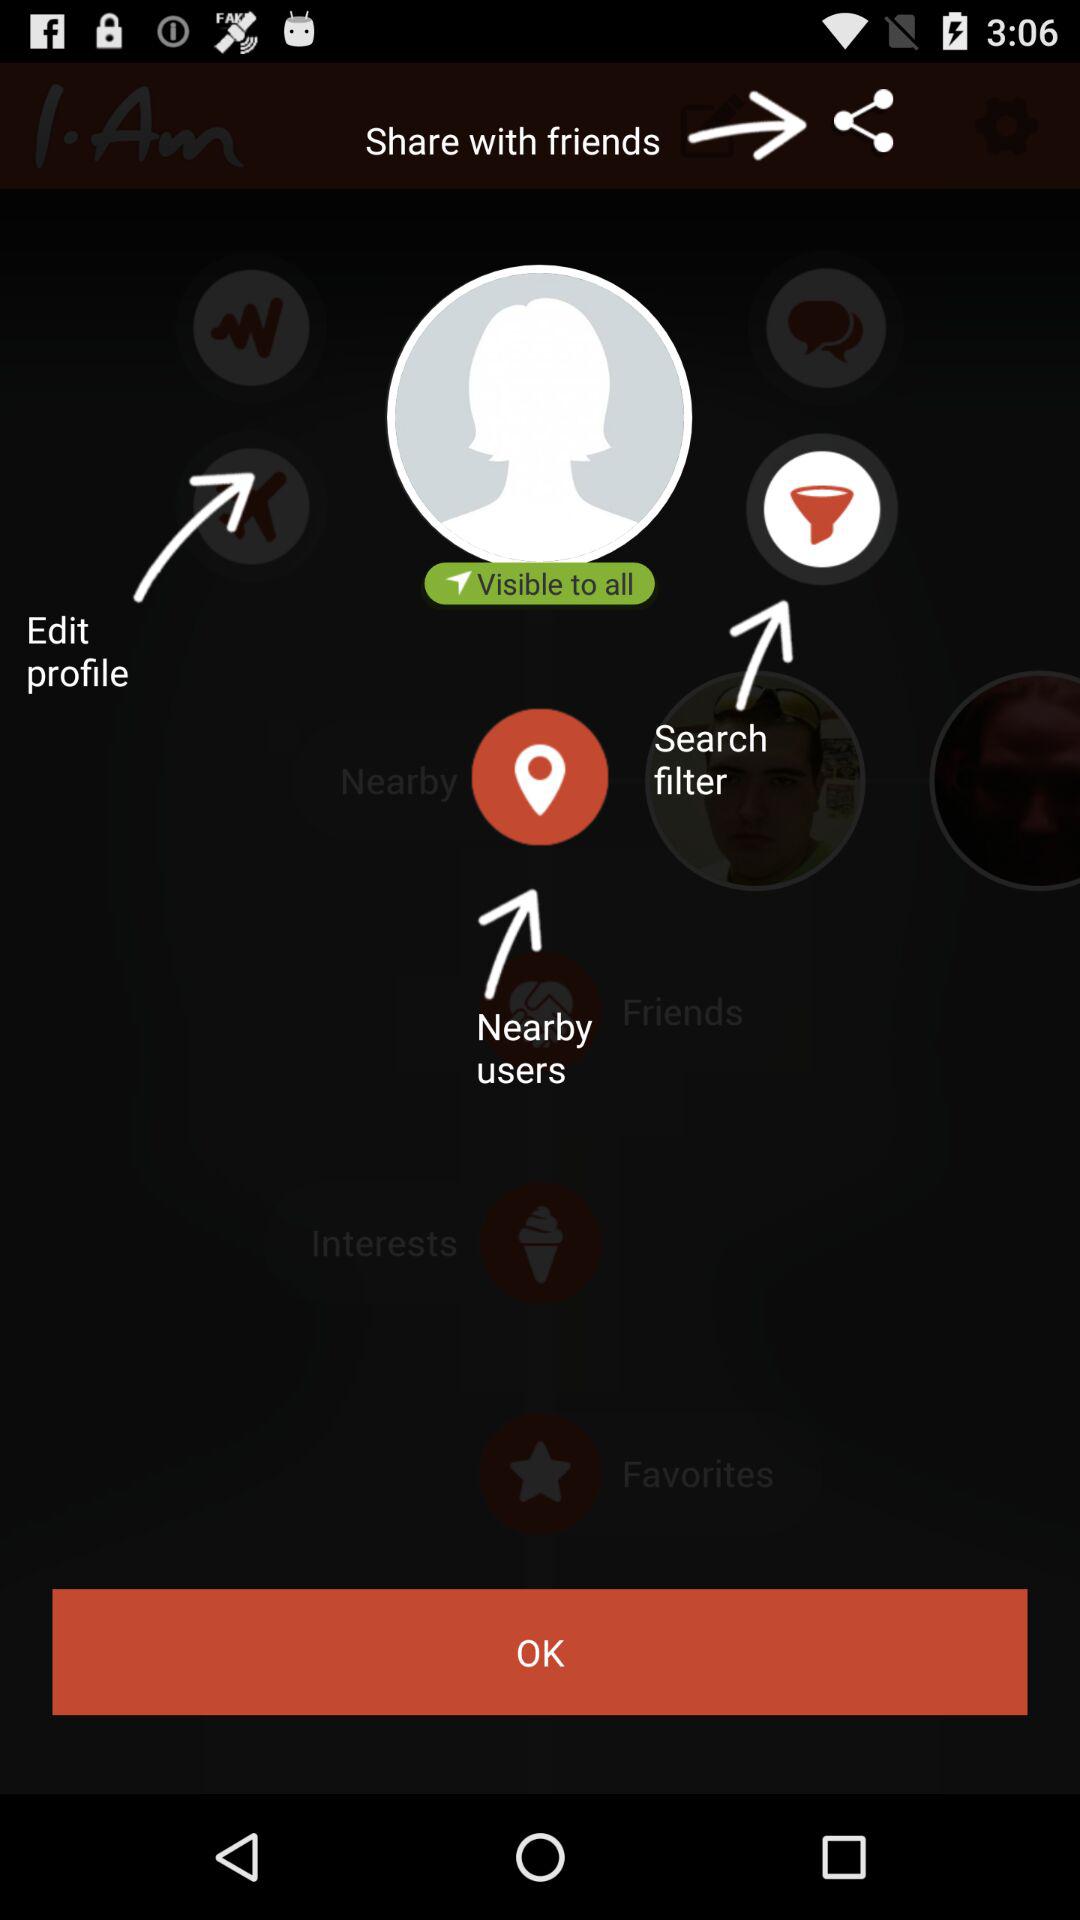 FAKE
3:06
I.Am
Share with friends
Visible to all
Edit
profile
Search
filter
Nearby
Nearby
users
Friends
Interests
Favorites
OK